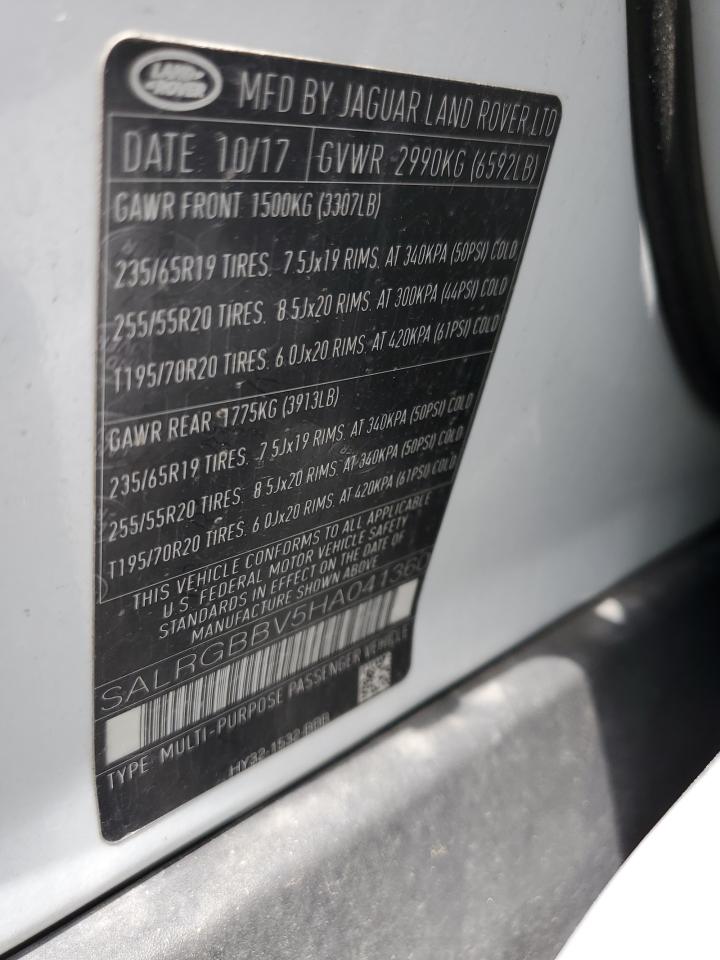 LAND ROVER
MFD BY JAGUAR LAND ROVER LTD
DATE 10/17 GVWR 2990KG (6592LB)
GAWR FRONT 1500KG (3307LB)
235/65R19 TIRES. 7.5Jx19 RIMS. AT 340KPA (50PSI) COLD
255/55R20 TIRES. 8.5Jx20 RIMS. AT 300KPA (44PSI) COLD
T195/70R20 TIRES. 6.0Jx20 RIMS. AT 420KPA (61PSI) COLD
GAWR REAR 1775KG (3913LB)
235/65R19 TIRES. 7.5Jx19 RIMS. AT 340KPA (50PSI) COLD
255/55R20 TIRES. 8.5Jx20 RIMS. AT 340KPA (50PSI) COLD
T195/70R20 TIRES. 6.0Jx20 RIMS. AT 420KPA (61PSI) COLD
THIS VEHICLE CONFORMS TO ALL APPLICABLE
U.S. FEDERAL MOTOR VEHICLE SAFETY
STANDARDS IN EFFECT ON THE DATE OF
MANUFACTURE SHOWN ABOVE
SALRGBBV5HA041360
TYPE: MULTI-PURPOSE PASSENGER VEHICLE
HY32-1532-BBB